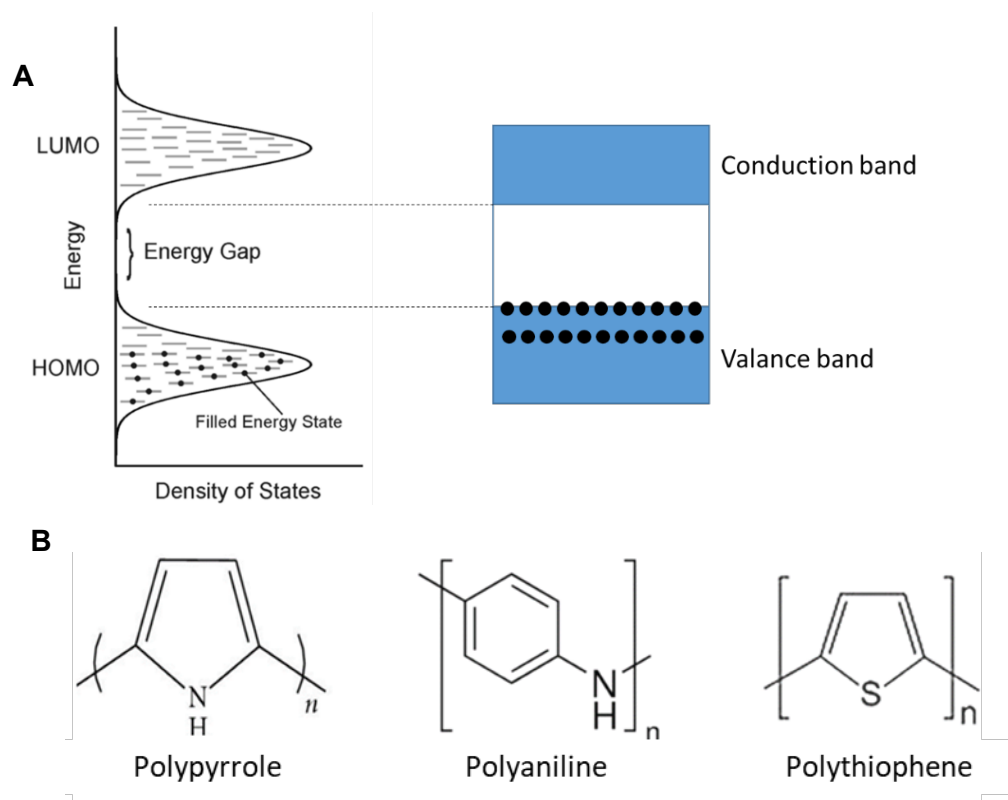 A
LUMO
Conduction band
Energy
Energy Gap
HOMO
Valance band
Filled Energy State
Density of States
B
N
H
n
N
H
n
S
n
Polypyrrole
Polyaniline
Polythiophene